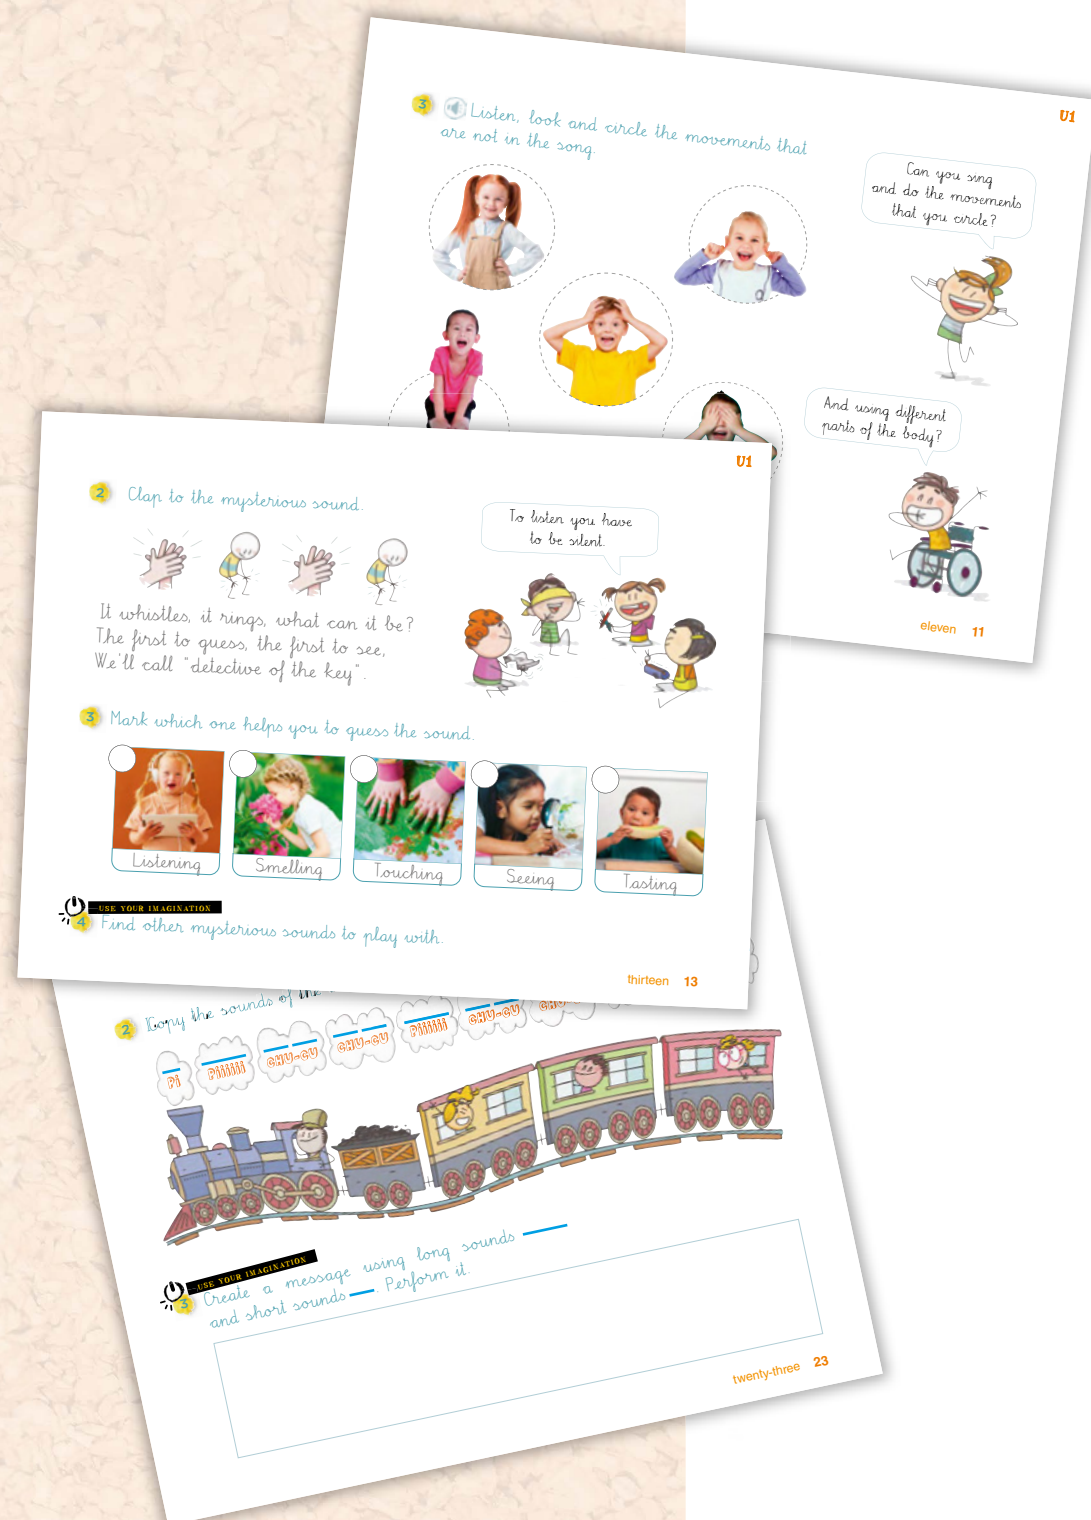 U1
3 Listen, look and circle the movements that
are not in the song.
Can you sing
and do the movements
that you circle?
And using different
parts of the body?
eleven 11
U1
2 Clap to the mysterious sound.
To listen you have
to be silent.
It whistles, it rings, what can it be?
The first to guess, the first to see,
We'll call "detective of the key".
3 Mark which one helps you to guess the sound.
Listening
Smelling
Touching
Seeing
Tasting
USE YOUR IMAGINATION
4 Find other mysterious sounds to play with.
thirteen 13
2 Copy the sounds of the
Pi
Piiiiii
CHU-CU
CHU-CU
Piiiiii
CHU-CU
USE YOUR IMAGINATION
3 Create a message using long sounds
and short sounds . Perform it.
twenty-three 23